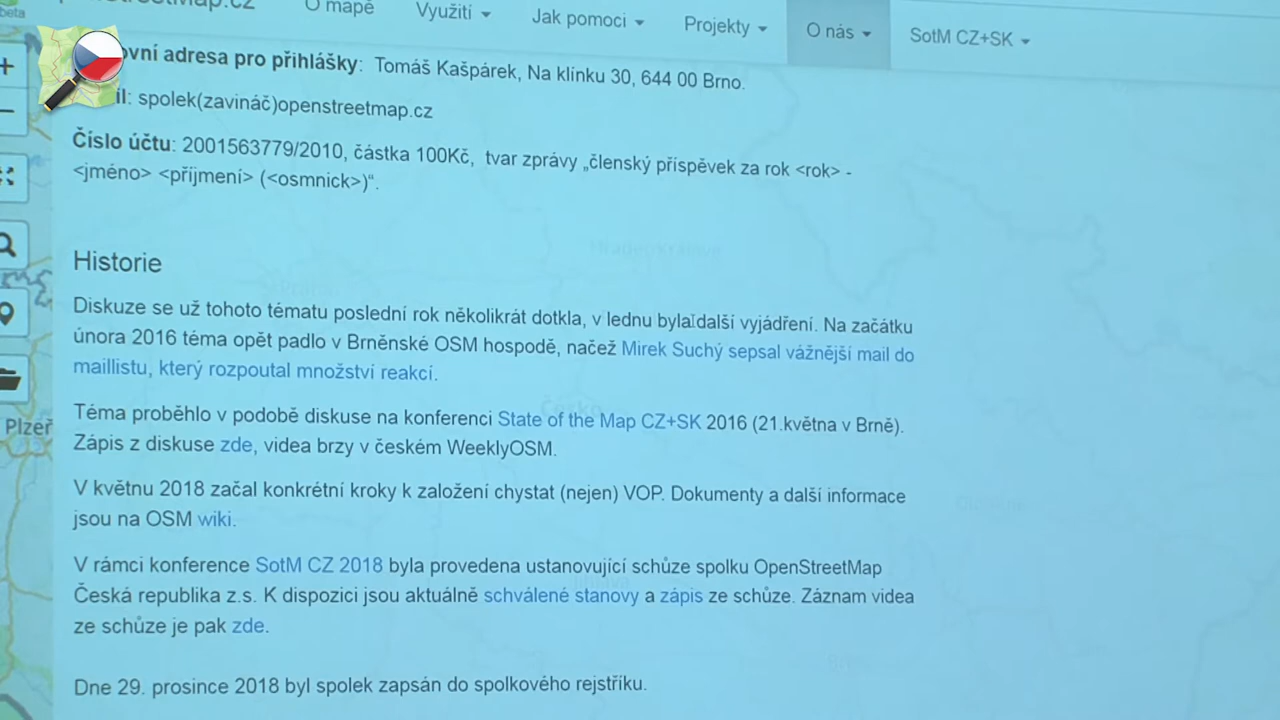 beta
O mapě
Využití
Jak pomoci
Projekty
O nás
SotM CZ+SK
adresa pro přihlášky: Tomáš Kašpárek, Na klínku 30, 644 00 Brno.
spolek(zavináč)openstreetmap.cz
Číslo účtu: 2001563779/2010, částka 100Kč, tvar zprávy „členský příspěvek za rok <rok> -
<jméno> <přijmení> (<osmnick>)“.
Historie
Diskuze se už tohoto tématu poslední rok několikrát dotkla, v lednu byla další vyjádření. Na začátku
února 2016 téma opět padlo v Brněnské OSM hospodě, načež Mirek Suchý sepsal vážnější mail do
maillistu, který rozpoutal množství reakcí.
Téma proběhlo v podobě diskuse na konferenci State of the Map CZ+SK 2016 (21.května v Brně).
Zápis z diskuse zde, videa brzy v českém WeeklyOSM.
V květnu 2018 začal konkrétní kroky k založení chystat (nejen) VOP. Dokumenty a další informace
jsou na OSM wiki.
V rámci konference SotM CZ 2018 byla provedena ustanovující schůze spolku OpenStreetMap
Česká republika z.s. K dispozici jsou aktuálně schválené stanovy a zápis ze schůze. Záznam videa
ze schůze je pak zde.
Dne 29. prosince 2018 byl spolek zapsán do spolkového rejstříku.
Plzeň